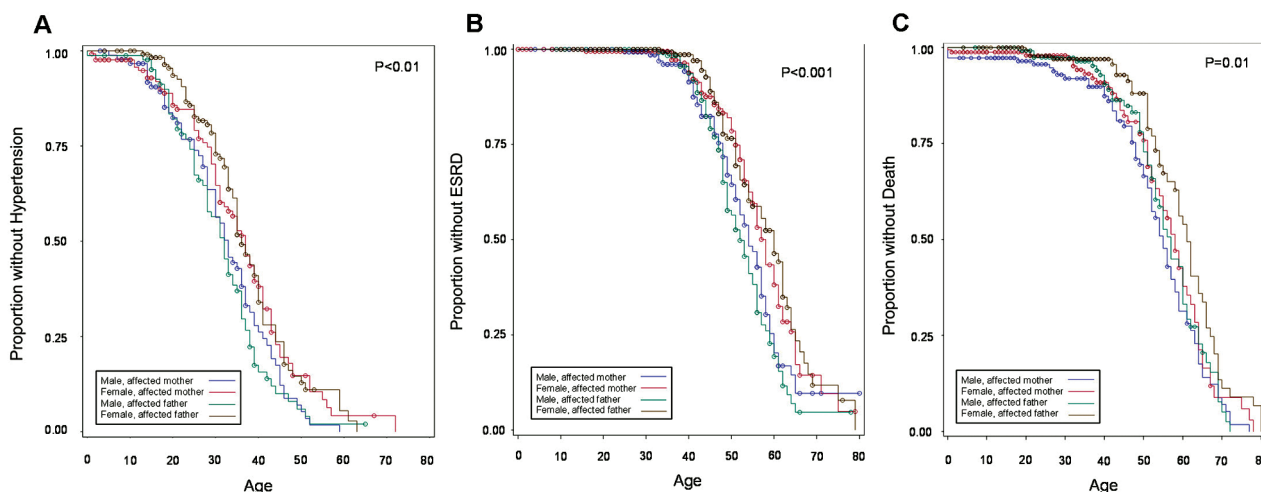 A
P<0.01
Proportion without Hypertension
1.00
0.75
0.50
0.25
0.00
Male, affected mother
Female, affected mother
Male, affected father
Female, affected father
0 10 20 30 40 50 60 70 80
Age
B
P<0.001
Proportion without ESRD
1.00
0.75
0.50
0.25
0.00
Male, affected mother
Female, affected mother
Male, affected father
Female, affected father
0 10 20 30 40 50 60 70 80
Age
C
P=0.01
Proportion without Death
1.00
0.75
0.50
0.25
0.00
Male, affected mother
Female, affected mother
Male, affected father
Female, affected father
0 10 20 30 40 50 60 70 80
Age